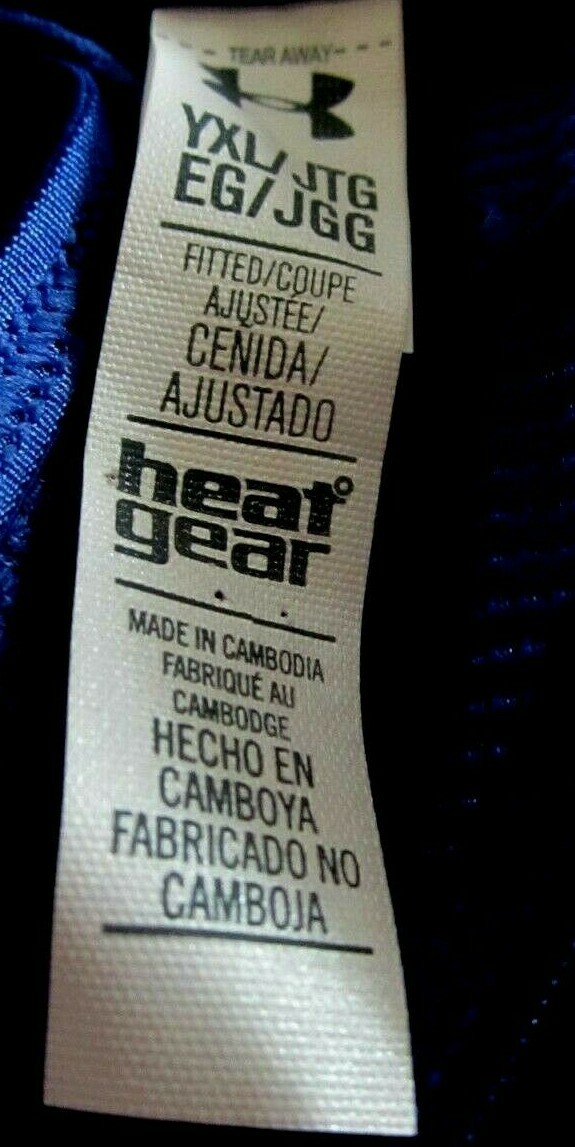 TEAR AWAY
YXL/JTG
EG/JGG
FITTED/COUPE
AJUSTÉE/
CEÑIDA/
AJUSTADO
heat
gear
MADE IN CAMBODIA
FABRIQUÉ AU
CAMBODGE
HECHO EN
CAMBOYA
FABRICADO NO
CAMBOJA